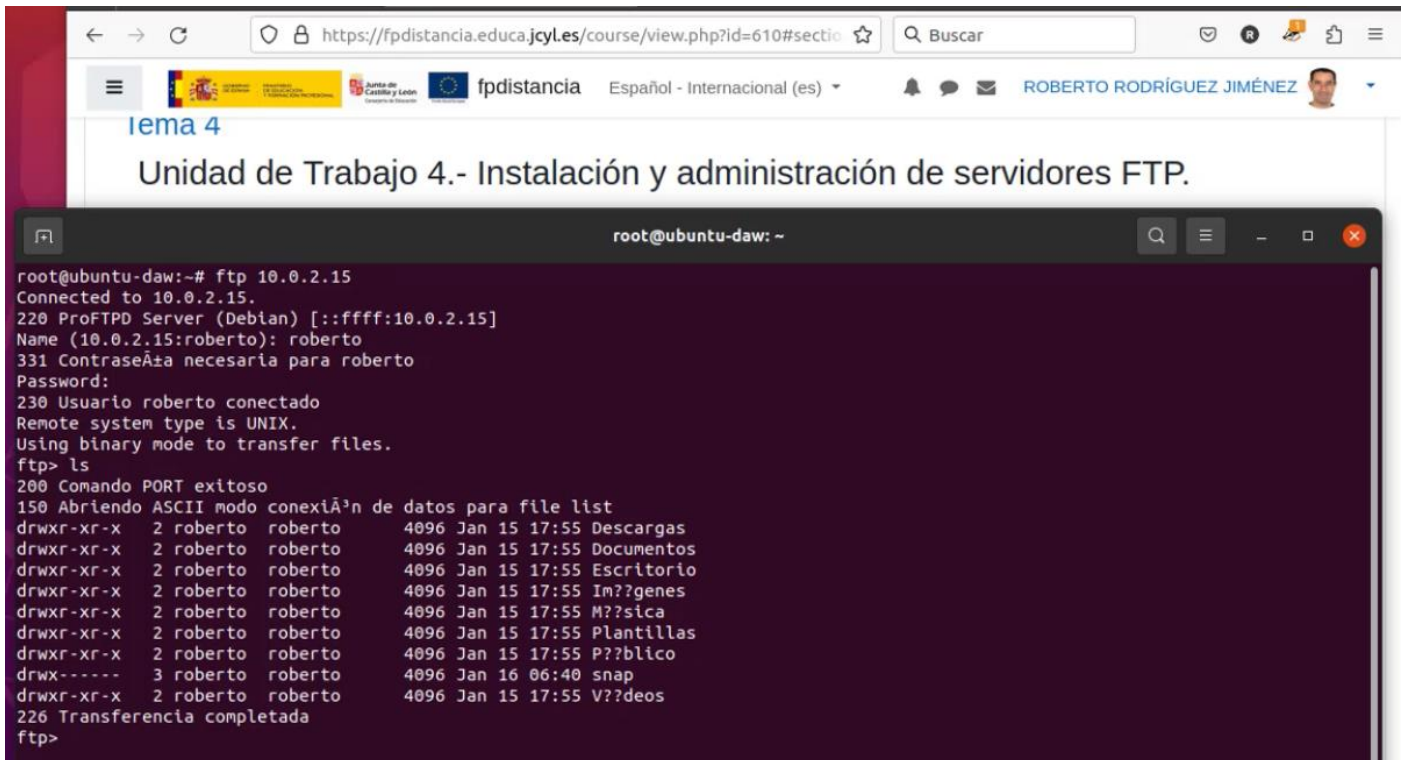 https://fpdistancia.educa.jcyl.es/course/view.php?id=610#sectio
Buscar
Junta de
Castilla y León
fpdistancia
Español - Internacional (es)
ROBERTO RODRÍGUEZ JIMÉNEZ
Tema 4
Unidad de Trabajo 4.- Instalación y administración de servidores FTP.
root@ubuntu-daw: ~
root@ubuntu-daw:~# ftp 10.0.2.15
Connected to 10.0.2.15.
220 ProFTPD Server (Debian) [::ffff:10.0.2.15]
Name (10.0.2.15:roberto): roberto
331 ContraseÃ±a necesaria para roberto
Password:
230 Usuario roberto conectado
Remote system type is UNIX.
Using binary mode to transfer files.
ftp> ls
200 Comando PORT exitoso
150 Abriendo ASCII modo conexiÃ³n de datos para file list
drwxr-xr-x   2 roberto  roberto      4096 Jan 15 17:55 Descargas
drwxr-xr-x   2 roberto  roberto      4096 Jan 15 17:55 Documentos
drwxr-xr-x   2 roberto  roberto      4096 Jan 15 17:55 Escritorio
drwxr-xr-x   2 roberto  roberto      4096 Jan 15 17:55 Im??genes
drwxr-xr-x   2 roberto  roberto      4096 Jan 15 17:55 M??sica
drwxr-xr-x   2 roberto  roberto      4096 Jan 15 17:55 Plantillas
drwxr-xr-x   2 roberto  roberto      4096 Jan 15 17:55 P??blico
drwx------   3 roberto  roberto      4096 Jan 16 06:40 snap
drwxr-xr-x   2 roberto  roberto      4096 Jan 15 17:55 V??deos
226 Transferencia completada
ftp>